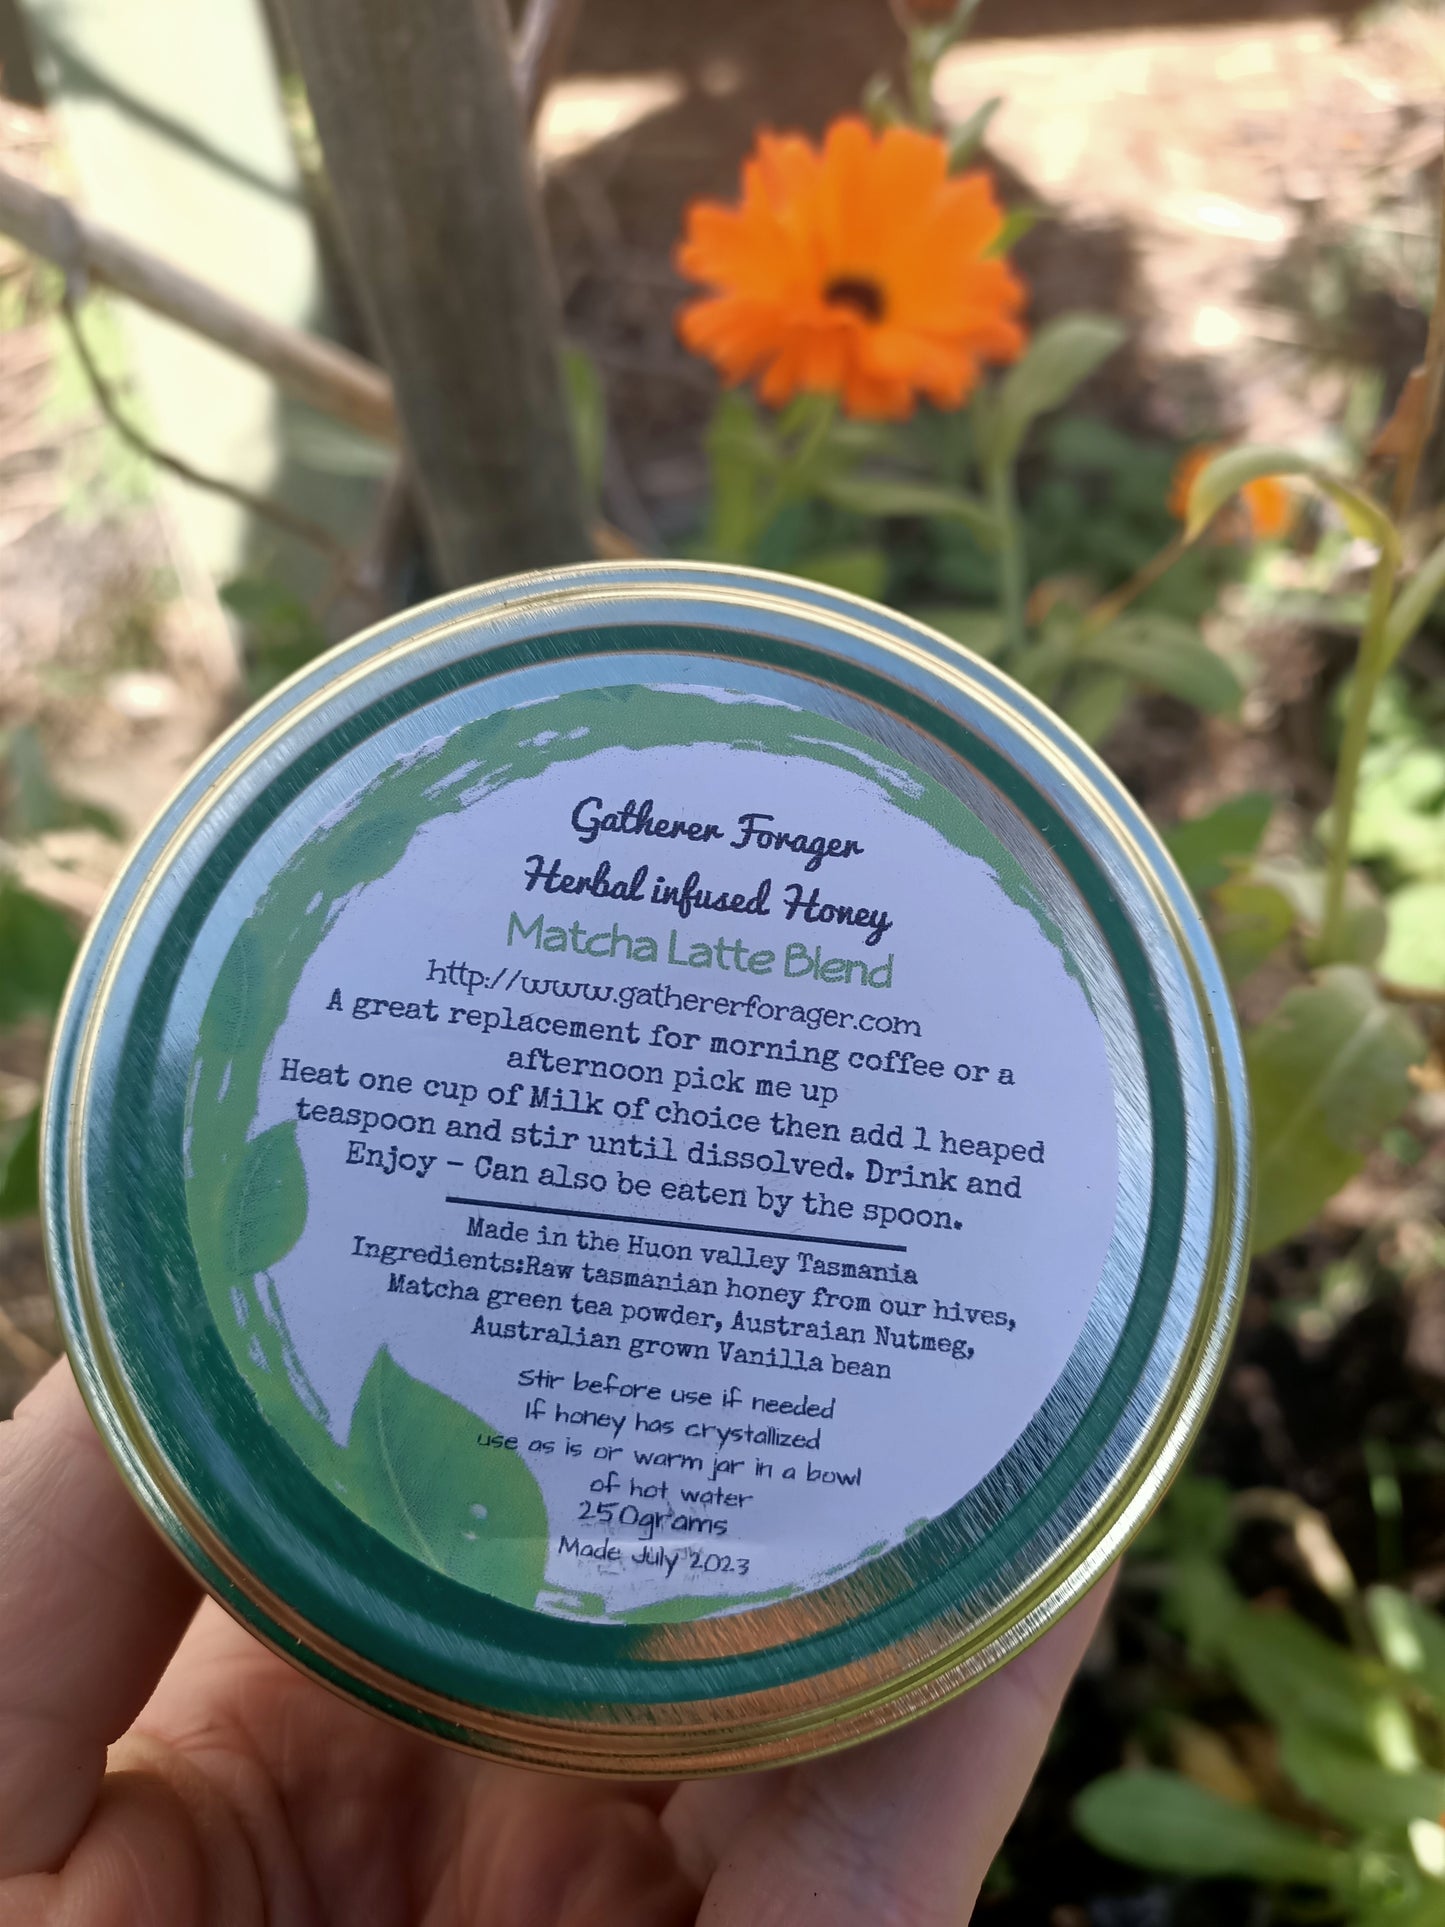 Gatherer Forager
Herbal infused Honey
Matcha Latte Blend
http://www.gathererforager.com
A great replacement for morning coffee or a
afternoon pick me up
Heat one cup of Milk of choice then add 1 heaped
teaspoon and stir until dissolved. Drink and
Enjoy - Can also be eaten by the spoon.
Made in the Huon valley Tasmania
Ingredients:Raw tasmanian honey from our hives,
Matcha green tea powder, Austraian Nutmeg,
Australian grown Vanilla bean
Stir before use if needed
If honey has crystallized
use as is or warm jar in a bowl
of hot water
250grams
Made July 2023